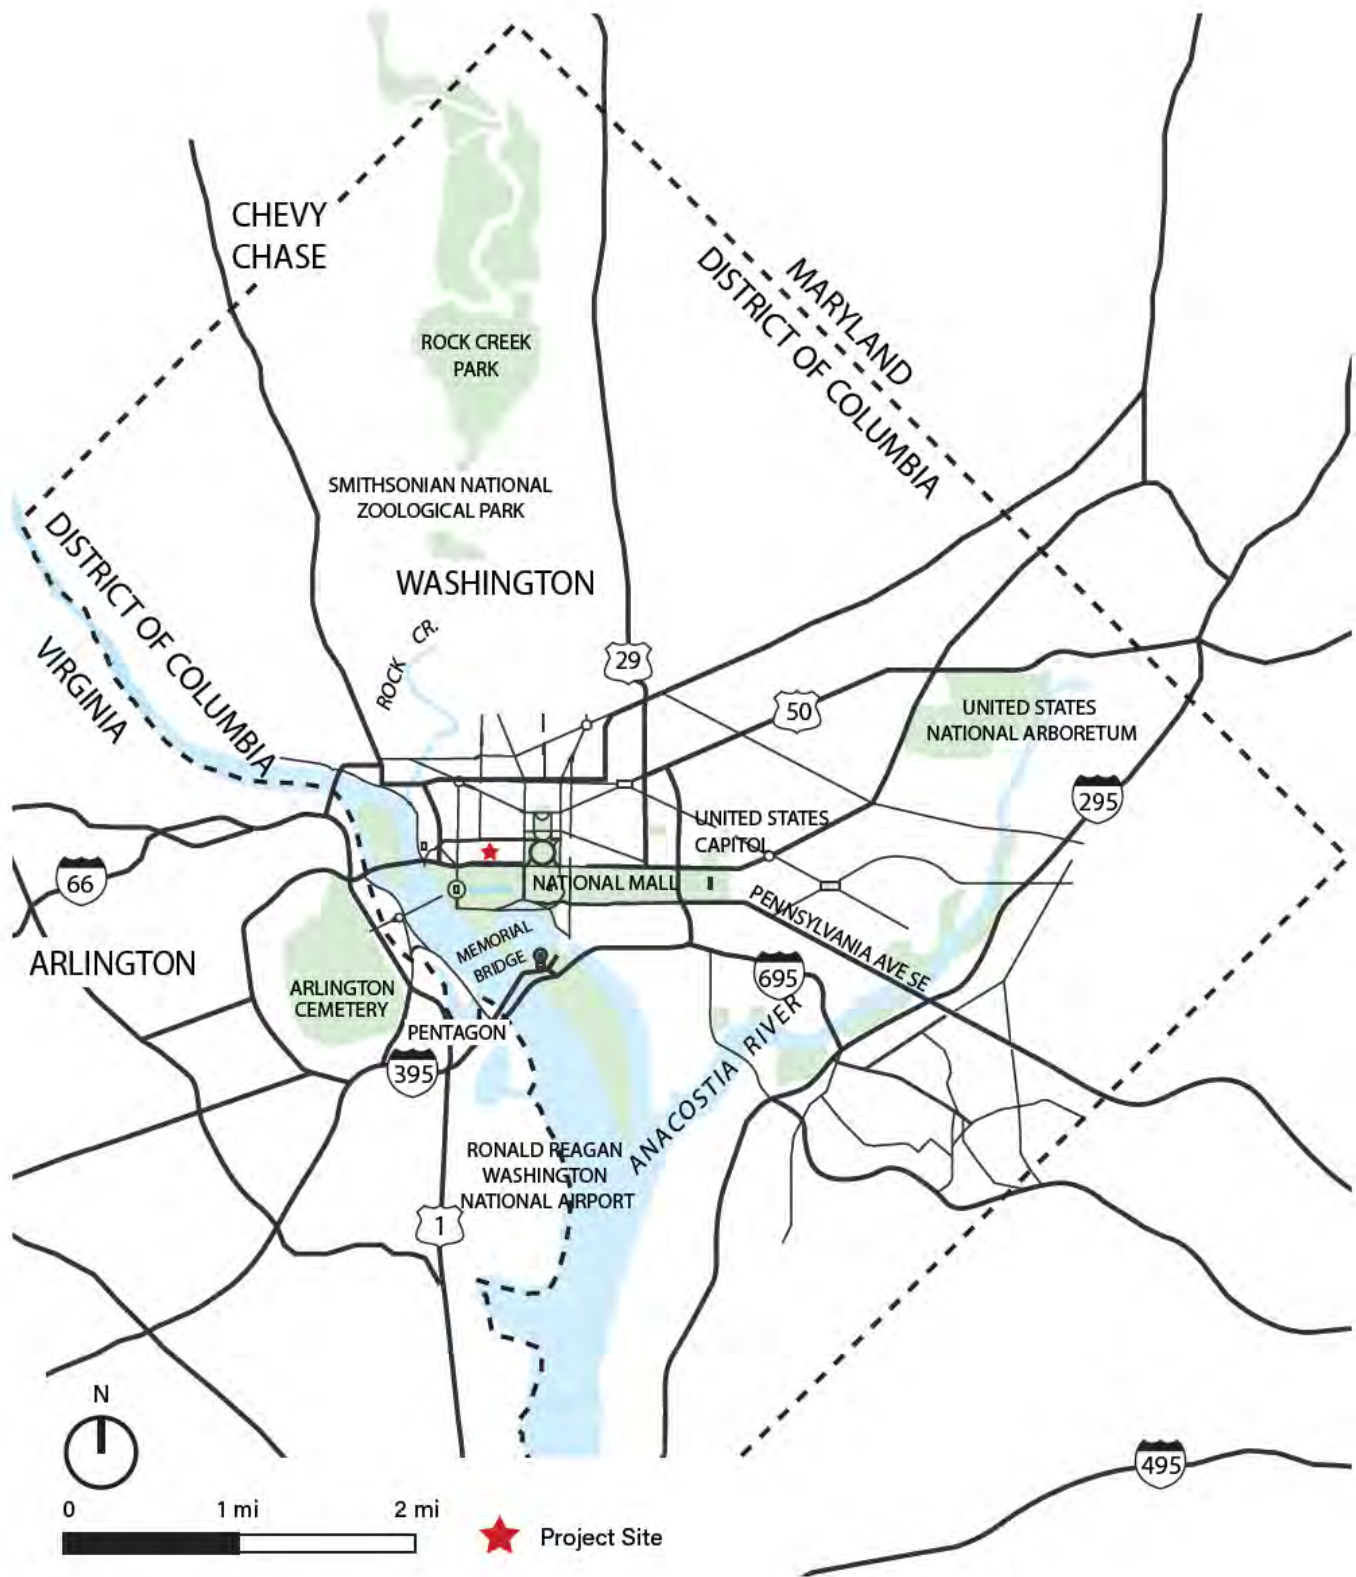 CHEVY
CHASE
MARYLAND
DISTRICT OF COLUMBIA
ROCK CREEK
PARK
SMITHSONIAN NATIONAL
ZOOLOGICAL PARK
DISTRICT OF COLUMBIA
VIRGINIA
WASHINGTON
ROCK CR.
29
50
UNITED STATES
NATIONAL ARBORETUM
295
UNITED STATES
CAPITOL
66
NATIONAL MALL
PENNSYLVANIA AVE SE
ARLINGTON
MEMORIAL
BRIDGE
695
ARLINGTON
CEMETERY
PENTAGON
395
ANACOSTIA RIVER
RONALD REAGAN
WASHINGTON
NATIONAL AIRPORT
1
N
495
0 1 mi 2 mi
Project Site